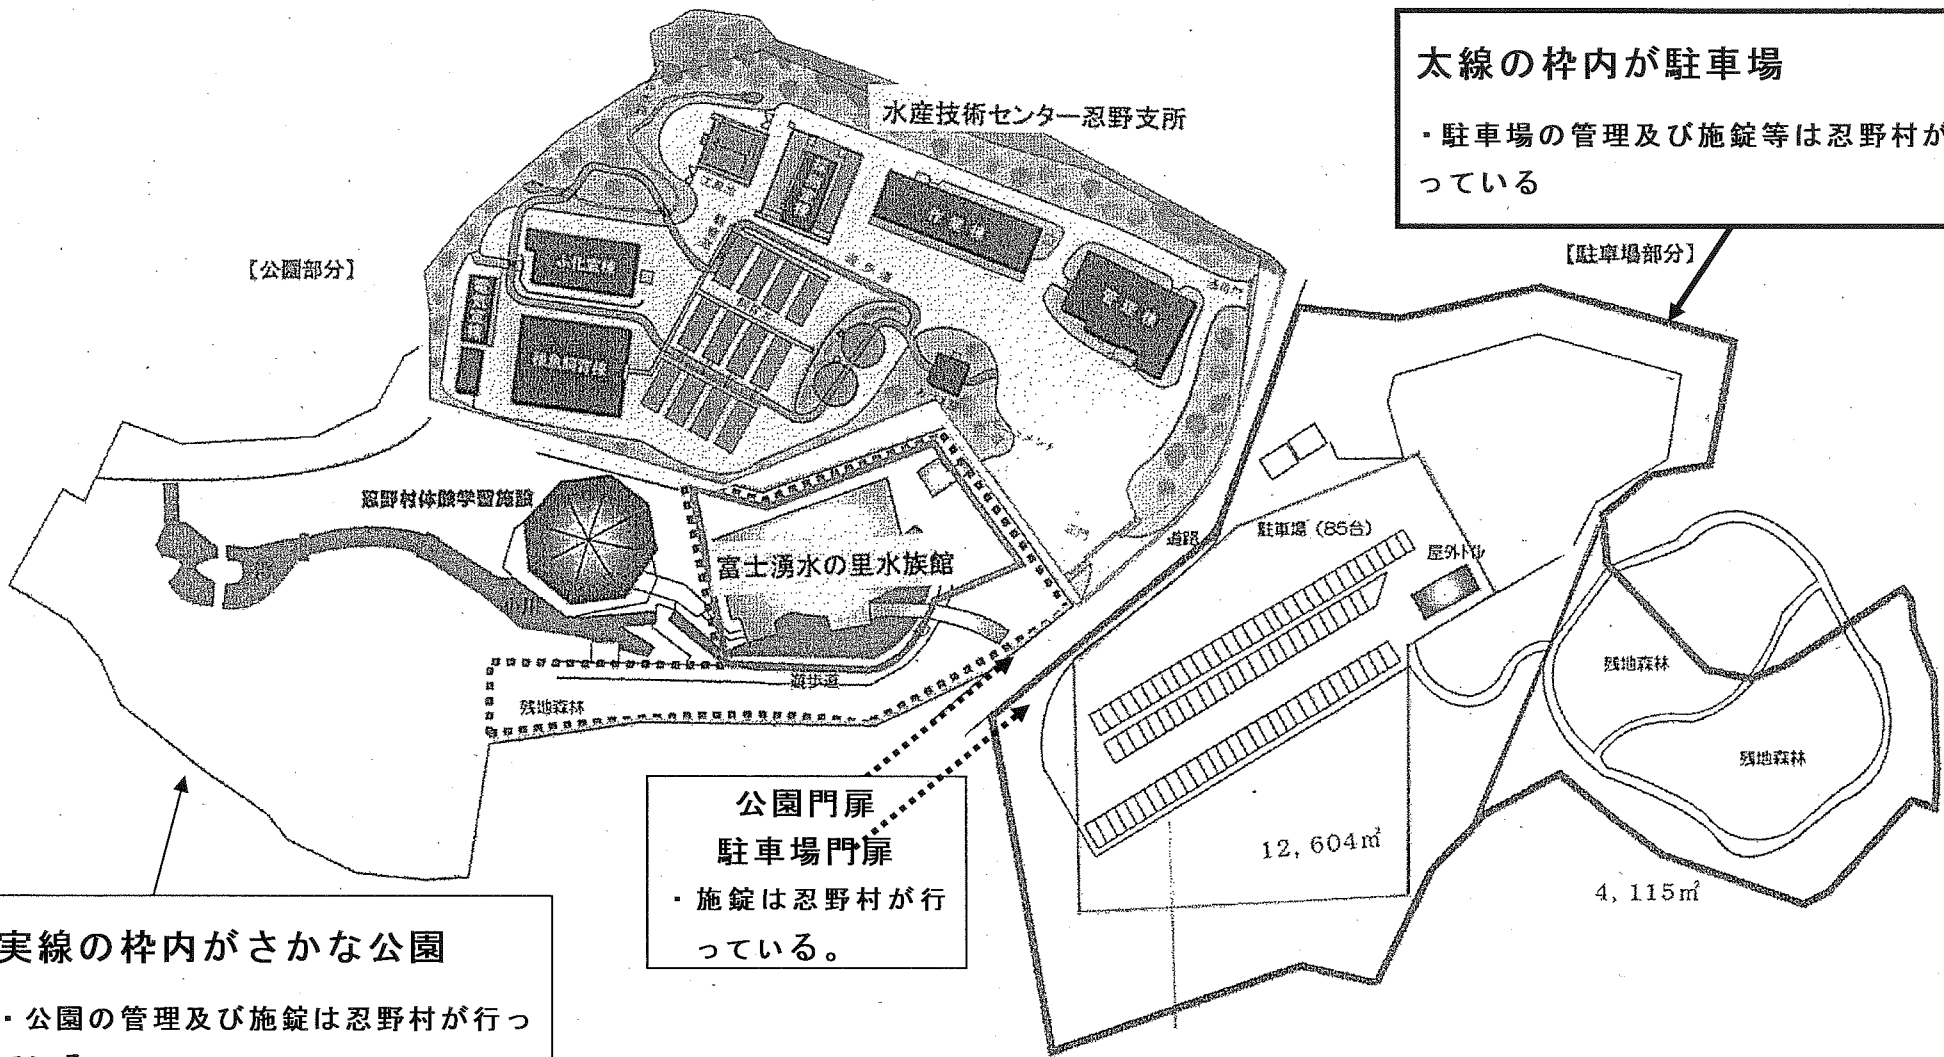 太線の枠内が駐車場
・駐車場の管理及び施錠等は忍野村が
っている
水産技術センター忍野支所
【公園部分】
【駐車場部分】
管理棟
忍野村体験学習施設
富士湧水の里水族館
小川
道路
駐車場（85台）
屋外トイレ
遊歩道
残地森林
残地森林
残地森林
公園門扉
駐車場門扉
・施錠は忍野村が行
っている。
12,604㎡
4,115㎡
実線の枠内がさかな公園
・公園の管理及び施錠は忍野村が行っ